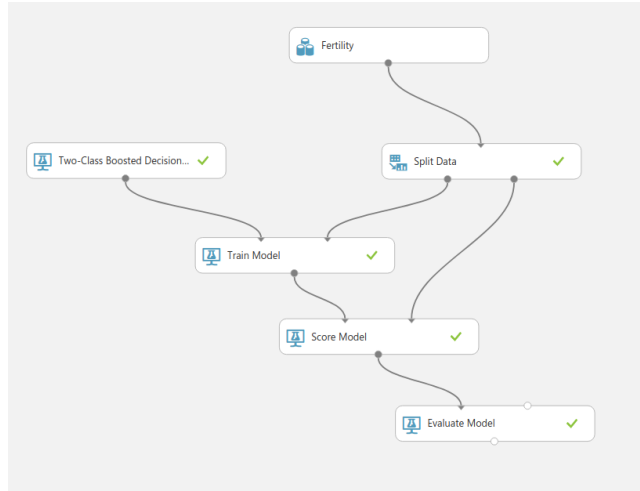 Fertility
Two-Class Boosted Decision...
Split Data
Train Model
Score Model
Evaluate Model